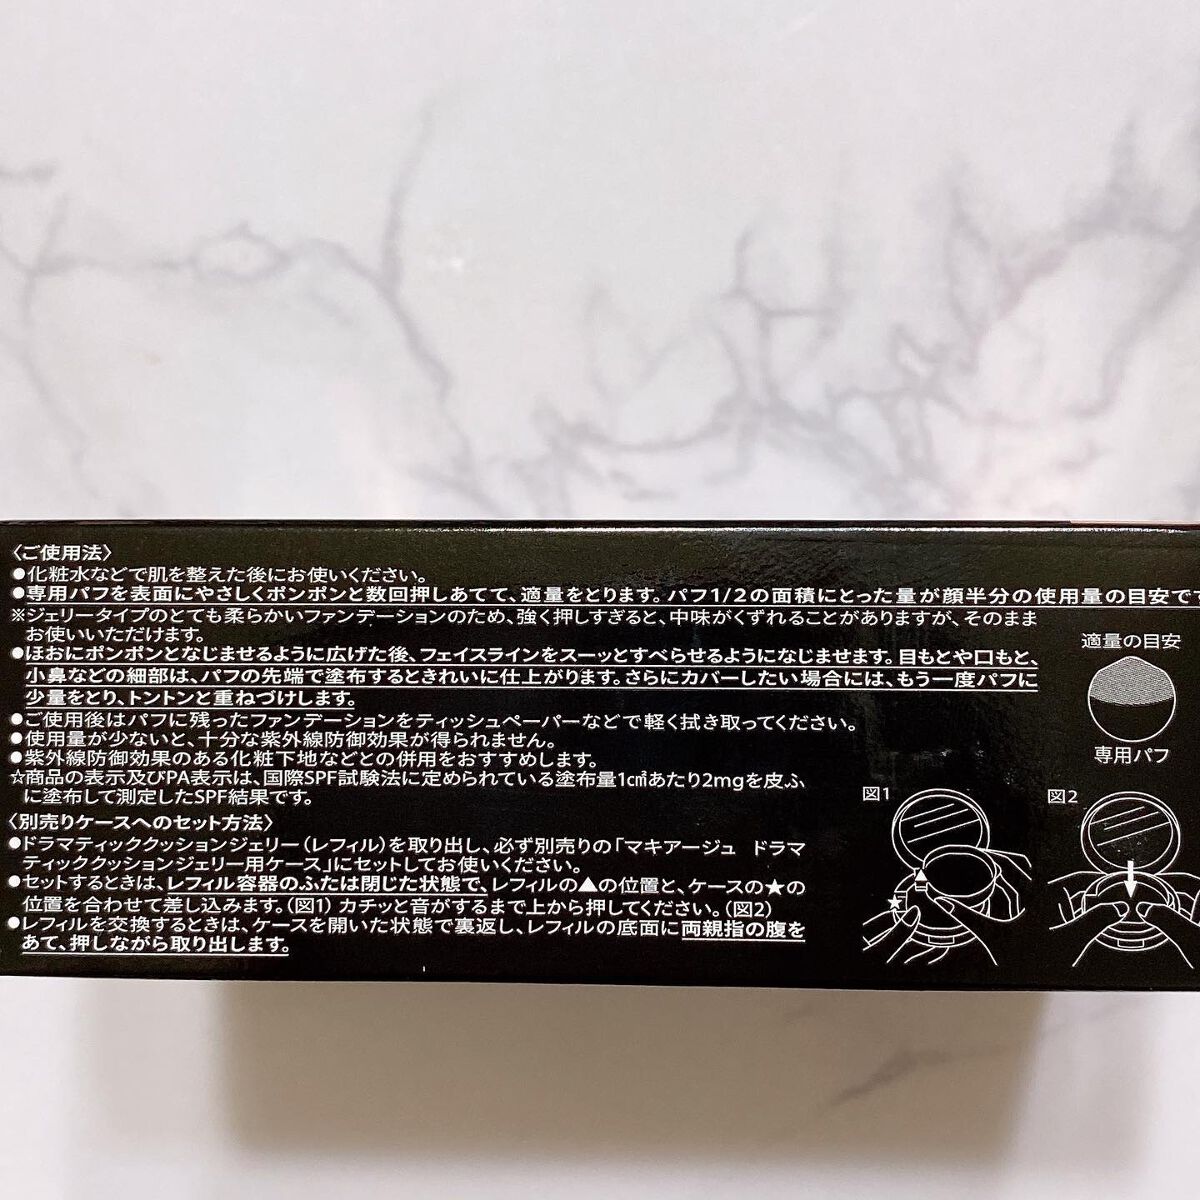 〈ご使用法〉
●化粧水などで肌を整えた後にお使いください。
●専用パフを表面にやさしくポンポンと数回押しあてて、適量をとります。パフ1/2の面積にとった量が顔半分の使用量の目安です
※ジェリータイプのとても柔らかいファンデーションのため、強く押しすぎると、中味がくずれることがありますが、そのまま
お使いいただけます。
●ほおにポンポンとなじませるように広げた後、フェイスラインをスーッとすべらせるようになじませます。目もとや口もと、
小鼻などの細部は、パフの先端で塗布するときれいに仕上がります。さらにカバーしたい場合には、もう一度パフに
少量をとり、トントンと重ねづけします。
●ご使用後はパフに残ったファンデーションをティッシュペーパーなどで軽く拭き取ってください。
●使用量が少ないと、十分な紫外線防御効果が得られません。
●紫外線防御効果のある化粧下地などとの併用をおすすめします。
☆商品の表示及びPA表示は、国際SPF試験法に定められている塗布量1c㎡あたり2mgを皮ふ
に塗布して測定したSPF結果です。
適量の目安
専用パフ
〈別売りケースへのセット方法〉
●ドラマティッククッションジェリー(レフィル)を取り出し、必ず別売りの「マキアージュ ドラマ
ティッククッションジェリー用ケース」にセットしてお使いください。
●セットするときは、レフィル容器のふたは閉じた状態で、レフィルの▲の位置と、ケースの★の
位置を合わせて差し込みます。(図1) カチッと音がするまで上から押してください。(図2)
●レフィルを交換するときは、ケースを開いた状態で裏返し、レフィルの底面に両親指の腹を
あて、押しながら取り出します。
図1
図2